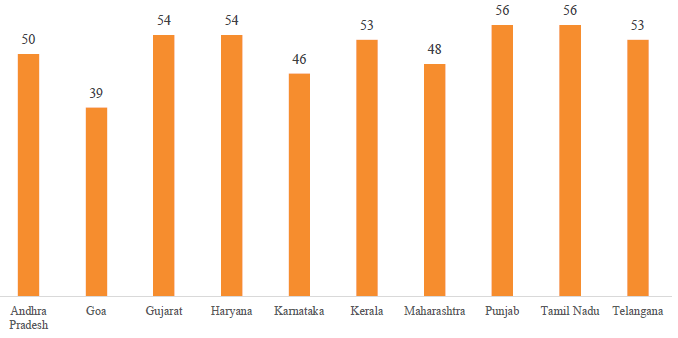 50
39
54
54
46
53
48
56
56
53
Andhra
Pradesh
Goa
Gujarat
Haryana
Karnataka
Kerala
Maharashtra
Punjab
Tamil Nadu
Telangana